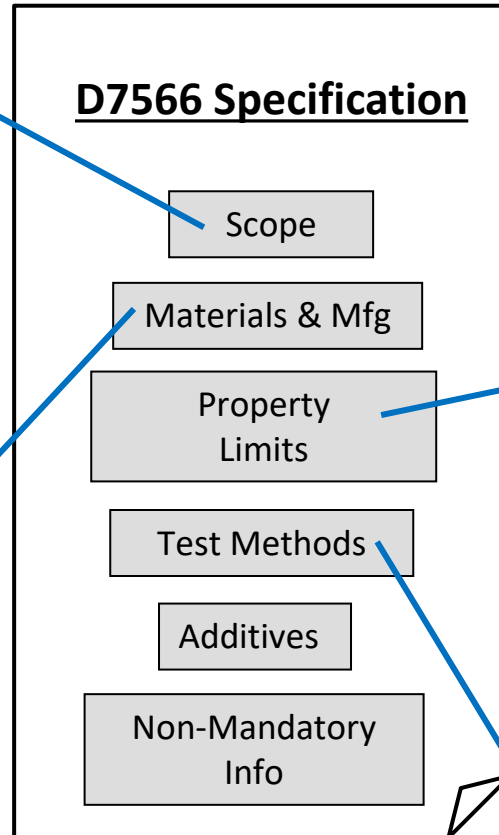 D7566 Specification
Scope
Materials & Mfg
Property
Limits
Test Methods
Additives
Non-Mandatory
Info